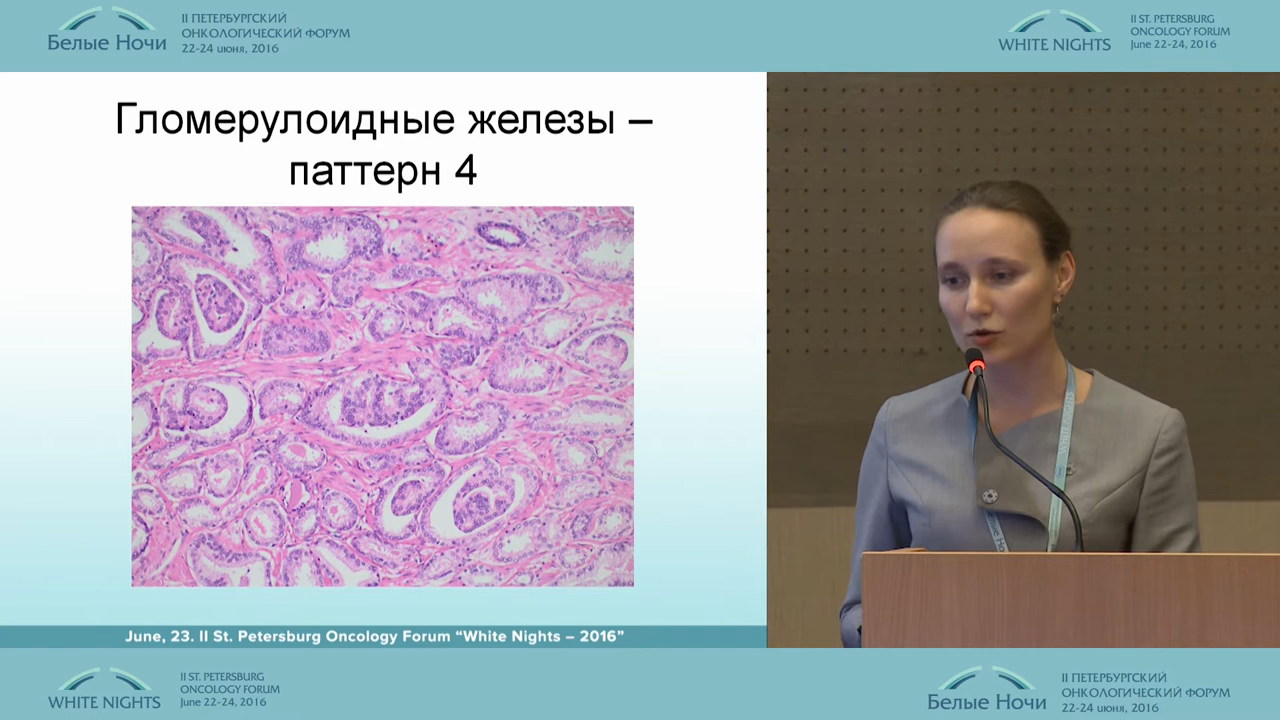 Белые Ночи
II ПЕТЕРБУРГСКИЙ
ОНКОЛОГИЧЕСКИЙ ФОРУМ
22-24 июня, 2016
WHITE NIGHTS
II ST. PETERSBURG
ONCOLOGY FORUM
June 22-24, 2016
Гломерулоидные железы –
паттерн 4
June, 23. II St. Petersburg Oncology Forum “White Nights – 2016”
WHITE NIGHTS
II ST. PETERSBURG
ONCOLOGY FORUM
June 22-24, 2016
Белые Ночи
II ПЕТЕРБУРГСКИЙ
ОНКОЛОГИЧЕСКИЙ ФОРУМ
22-24 июня, 2016